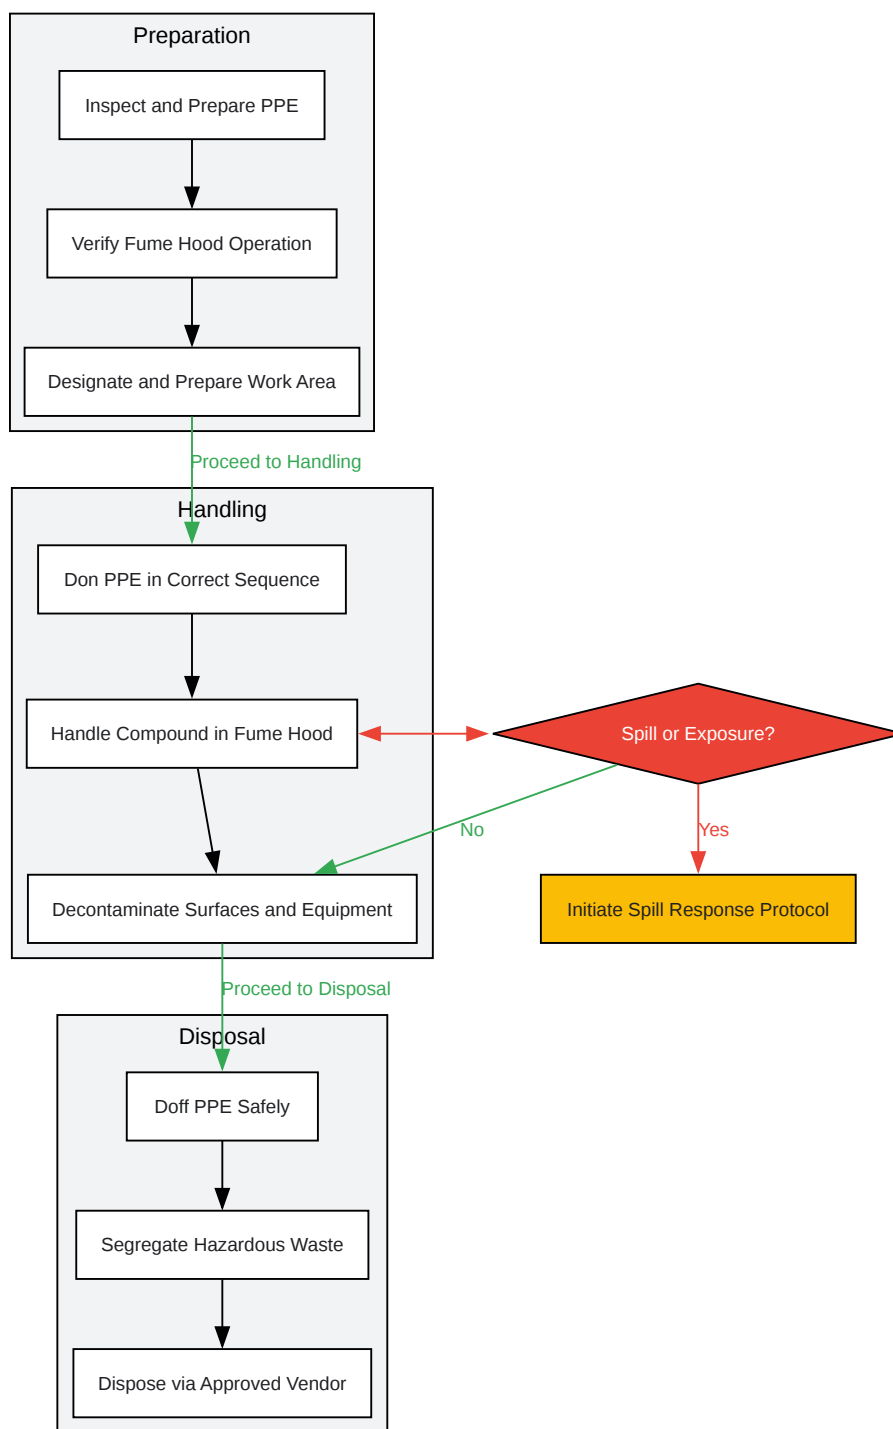 Preparation
Inspect and Prepare PPE
Verify Fume Hood Operation
Designate and Prepare Work Area
Proceed to Handling
Handling
Don PPE in Correct Sequence
Handle Compound in Fume Hood
Spill or Exposure?
No
Yes
Decontaminate Surfaces and Equipment
Initiate Spill Response Protocol
Proceed to Disposal
Disposal
Doff PPE Safely
Segregate Hazardous Waste
Dispose via Approved Vendor